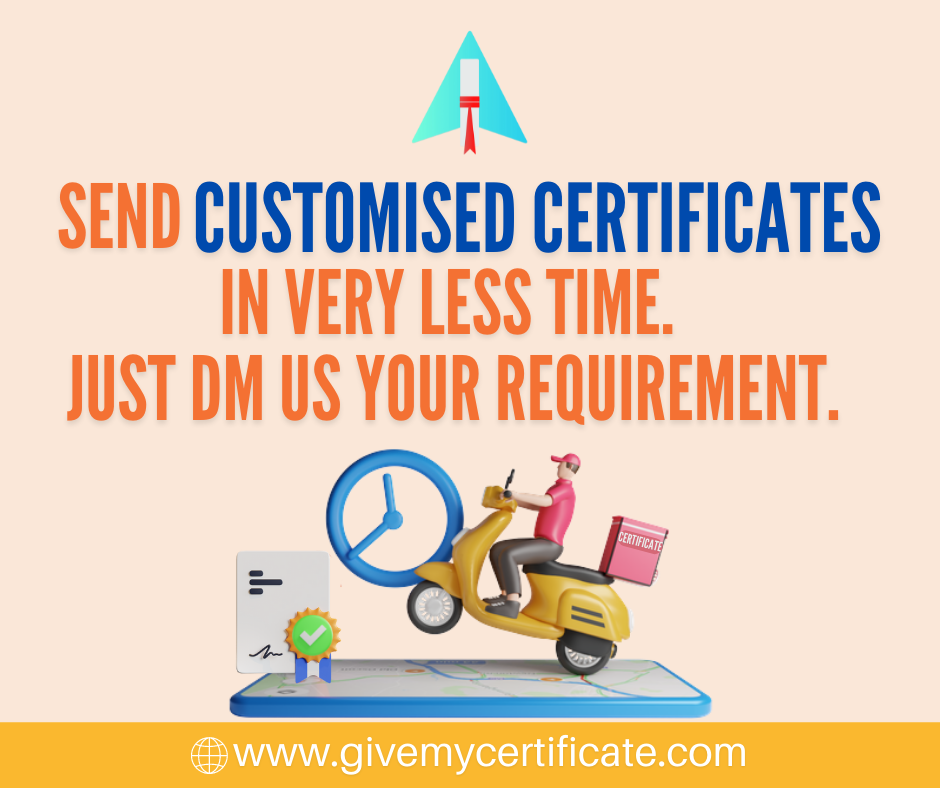 SEND CUSTOMISED CERTIFICATES
IN VERY LESS TIME.
JUST DM US YOUR REQUIREMENT.
CERTIFICATE
www.givemycertificate.com